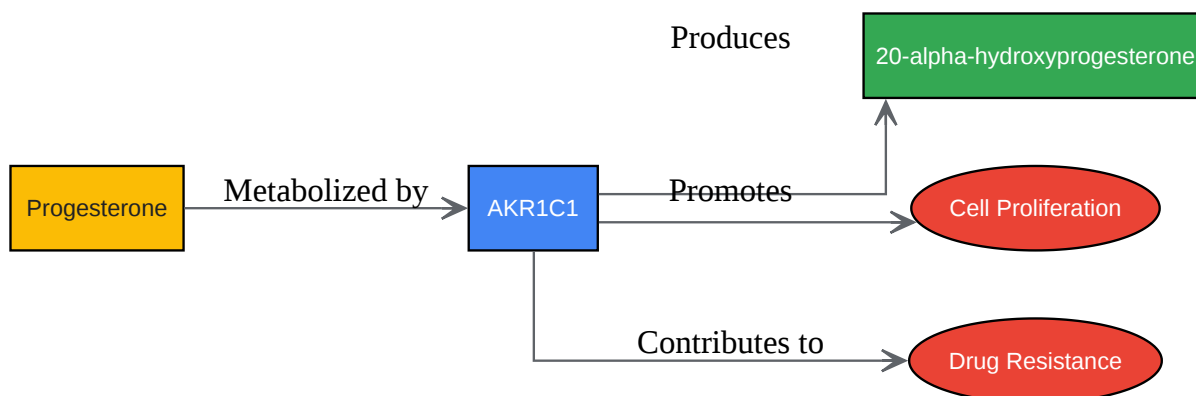 Produces
20-alpha-hydroxyprogesterone
Progesterone
Metabolized by
AKR1C1
Promotes
Cell Proliferation
Contributes to
Drug Resistance